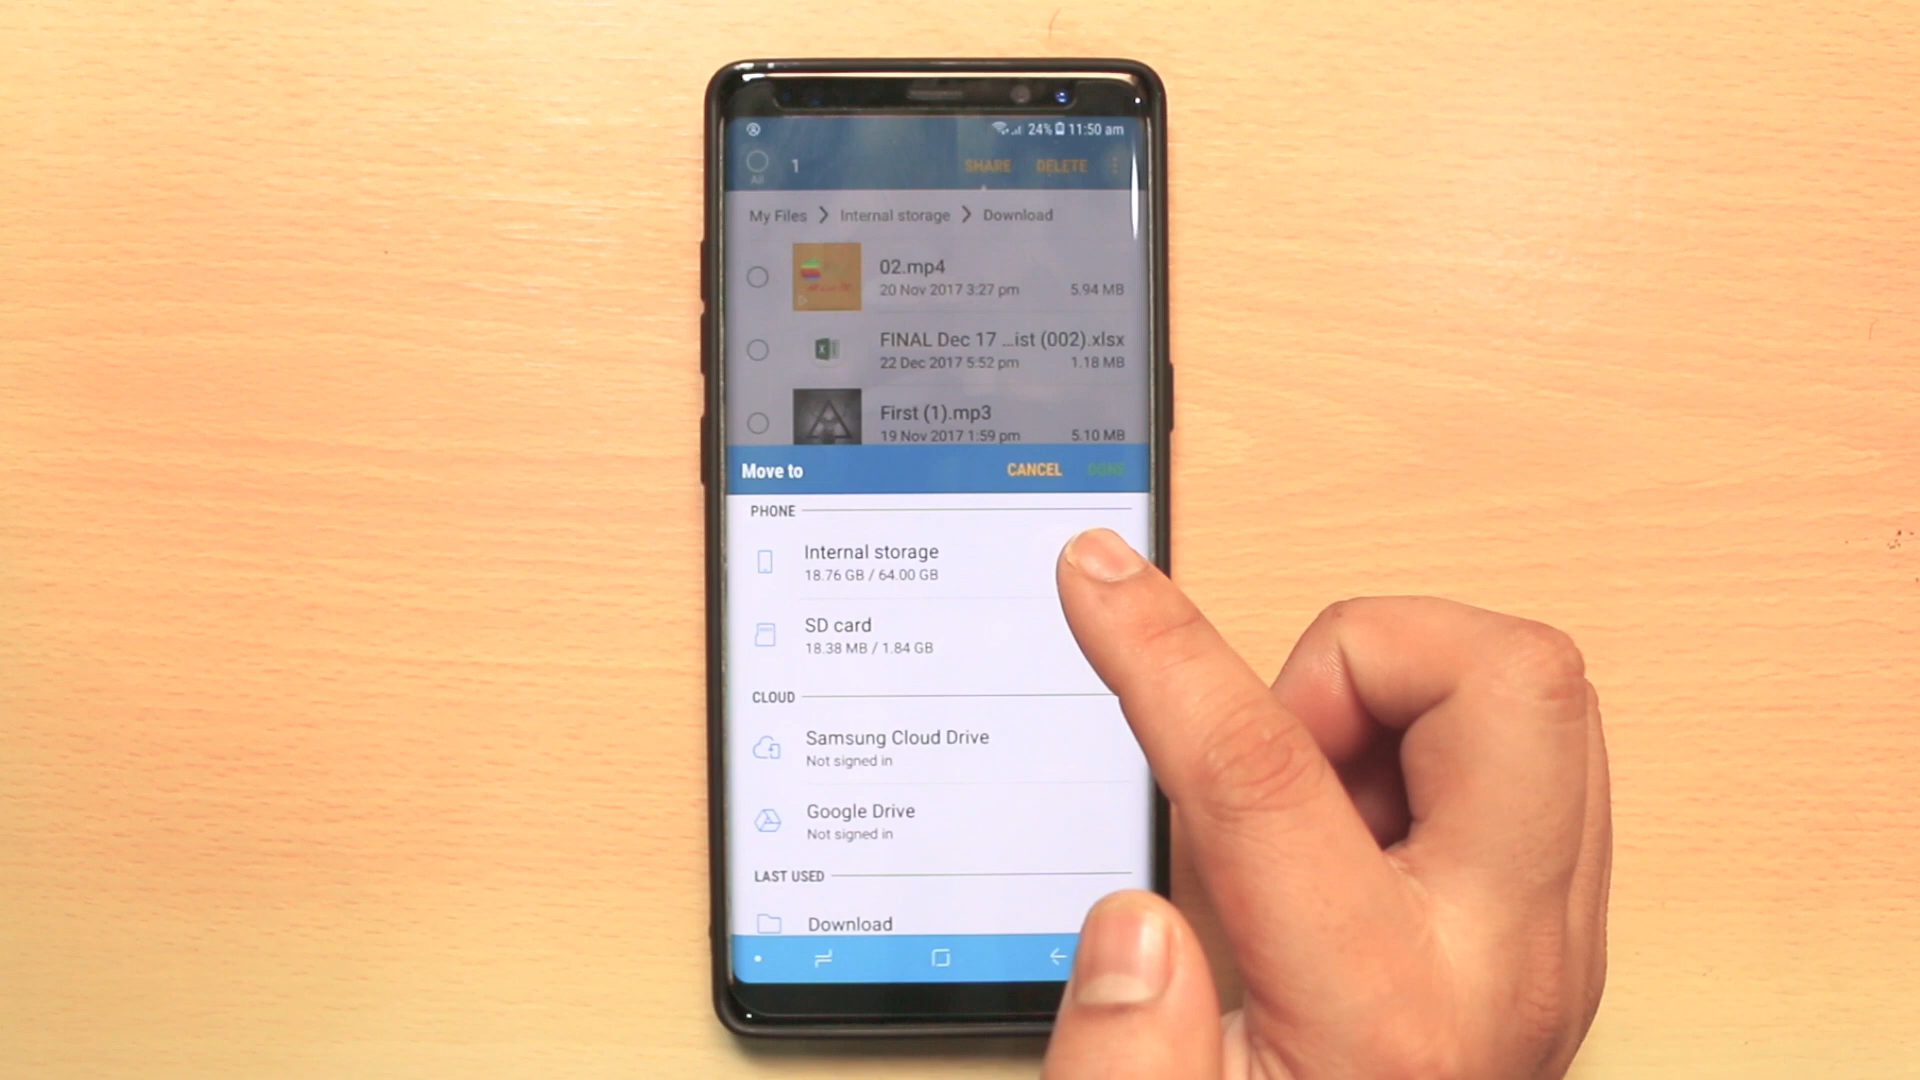 24% 11:50 am
All 1 SHARE DELETE
My Files > Internal storage > Download
02.mp4
20 Nov 2017 3:27 pm 5.94 MB
FINAL Dec 17 ...ist (002).xlsx
22 Dec 2017 5:52 pm 1.18 MB
First (1).mp3
19 Nov 2017 1:59 pm 5.10 MB
Move to CANCEL DONE
PHONE
Internal storage
18.76 GB / 64.00 GB
SD card
18.38 MB / 1.84 GB
CLOUD
Samsung Cloud Drive
Not signed in
Google Drive
Not signed in
LAST USED
Download